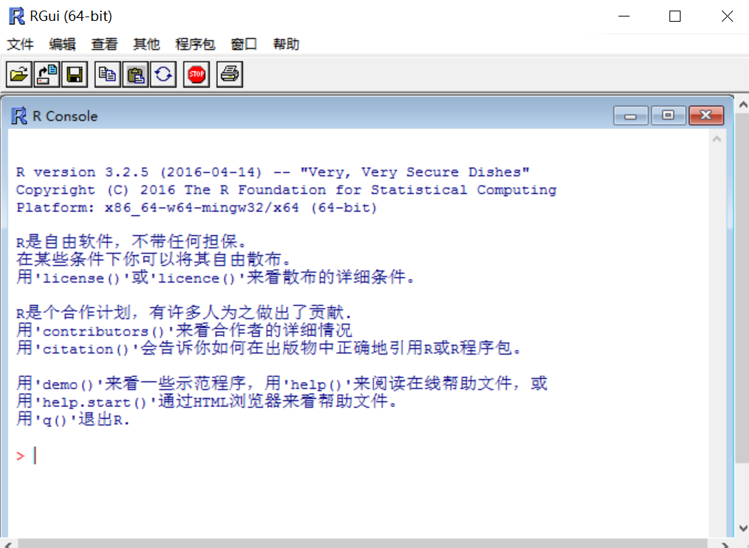 RGui (64-bit)
文件 编辑 查看 其他 程序包 窗口 帮助
STOP
R Console
R version 3.2.5 (2016-04-14) -- "Very, Very Secure Dishes"
Copyright (C) 2016 The R Foundation for Statistical Computing
Platform: x86_64-w64-mingw32/x64 (64-bit)
R是自由软件，不带任何担保。
在某些条件下你可以将其自由散布。
用'license()'或'licence()'来看散布的详细条件。
R是个合作计划，有许多人为之做出了贡献.
用'contributors()'来看合作者的详细情况
用'citation()'会告诉你如何在出版物中正确地引用R或R程序包。
用'demo()'来看一些示范程序，用'help()'来阅读在线帮助文件，或
用'help.start()'通过HTML浏览器来看帮助文件。
用'q()'退出R.
>